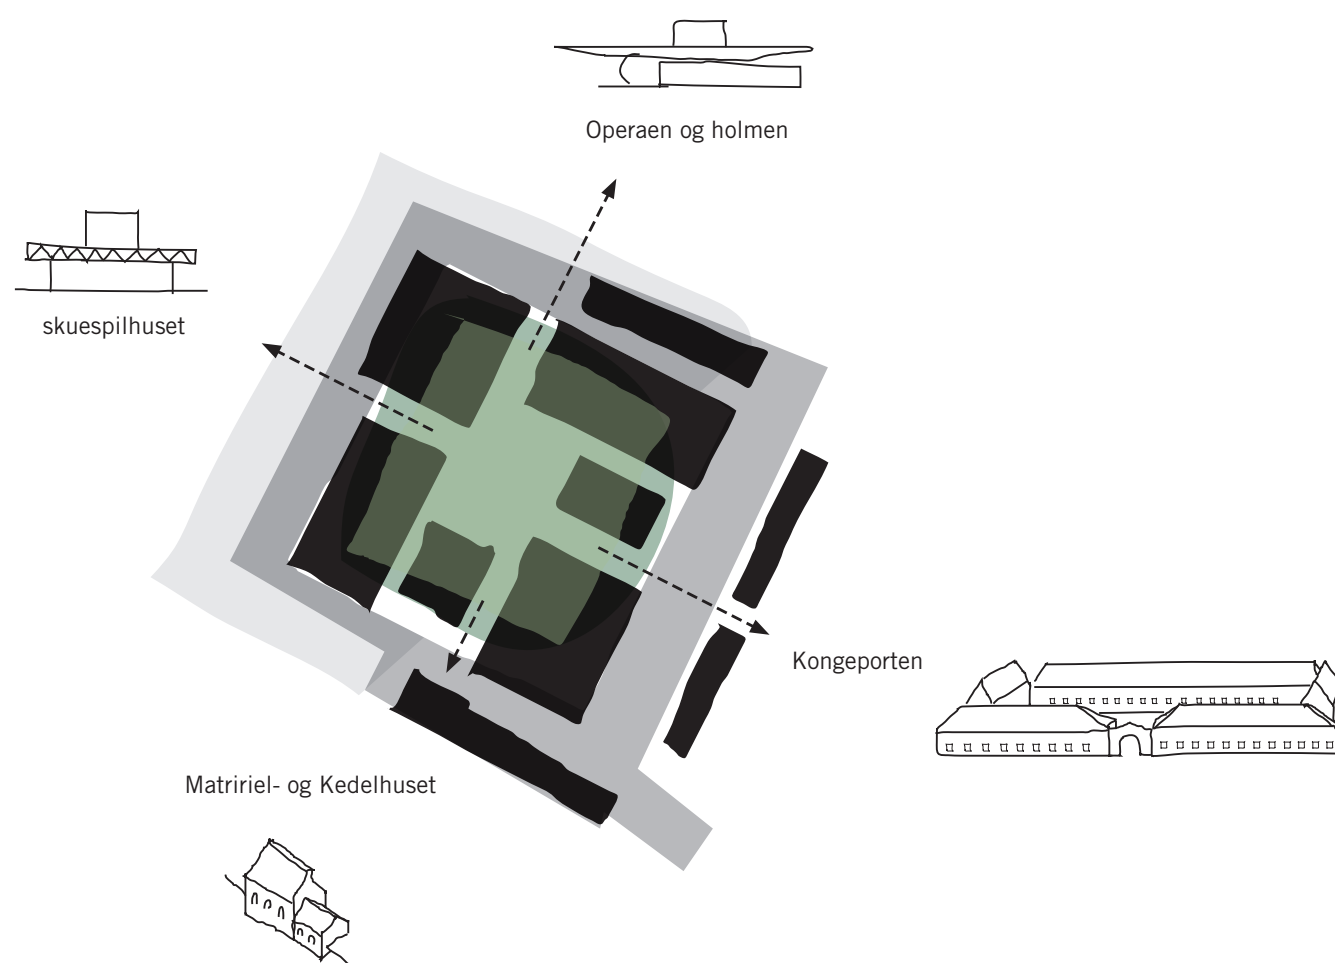 Operaen og holmen
skuespilhuset
Kongeporten
Matririel- og Kedelhuset